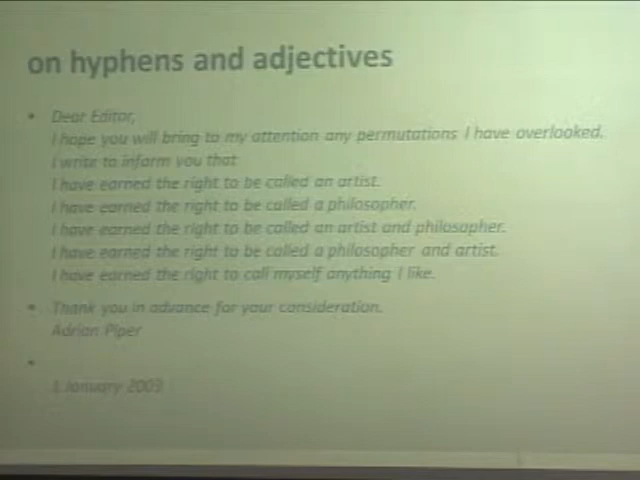 on hyphens and adjectives
• Dear Editor,
I hope you will bring to my attention any permutations I have overlooked.
I write to inform you that
I have earned the right to be called an artist.
I have earned the right to be called a philosopher.
I have earned the right to be called an artist and philosopher.
I have earned the right to be called a philosopher and artist.
I have earned the right to call myself anything I like.
• Thank you in advance for your consideration.
Adrian Piper
•
1 January 2003